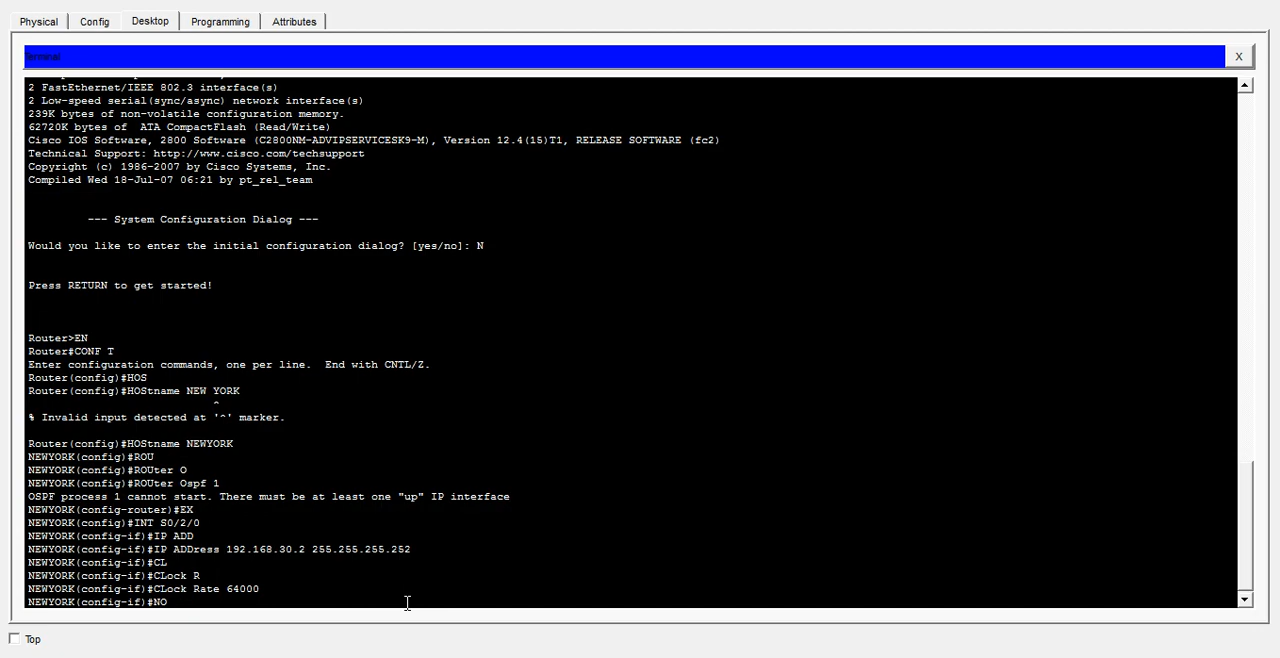 Physical
Config
Desktop
Programming
Attributes
Terminal
X
2 FastEthernet/IEEE 802.3 interface(s)
2 Low-speed serial(sync/async) network interface(s)
239K bytes of non-volatile configuration memory.
62720K bytes of  ATA CompactFlash (Read/Write)
Cisco IOS Software, 2800 Software (C2800NM-ADVIPSERVICESK9-M), Version 12.4(15)T1, RELEASE SOFTWARE (fc2)
Technical Support: http://www.cisco.com/techsupport
Copyright (c) 1986-2007 by Cisco Systems, Inc.
Compiled Wed 18-Jul-07 06:21 by pt_rel_team
--- System Configuration Dialog ---
Would you like to enter the initial configuration dialog? [yes/no]: N
Press RETURN to get started!
Router>EN
Router#CONF T
Enter configuration commands, one per line.  End with CNTL/Z.
Router(config)#HOS
Router(config)#HOStname NEW YORK
^
% Invalid input detected at '^' marker.
Router(config)#HOStname NEWYORK
NEWYORK(config)#ROU
NEWYORK(config)#ROUter O
NEWYORK(config)#ROUter Ospf 1
OSPF process 1 cannot start. There must be at least one "up" IP interface
NEWYORK(config-router)#EX
NEWYORK(config)#INT S0/2/0
NEWYORK(config-if)#IP ADD
NEWYORK(config-if)#IP ADDress 192.168.30.2 255.255.255.252
NEWYORK(config-if)#CL
NEWYORK(config-if)#CLock R
NEWYORK(config-if)#CLock Rate 64000
NEWYORK(config-if)#NO
Top